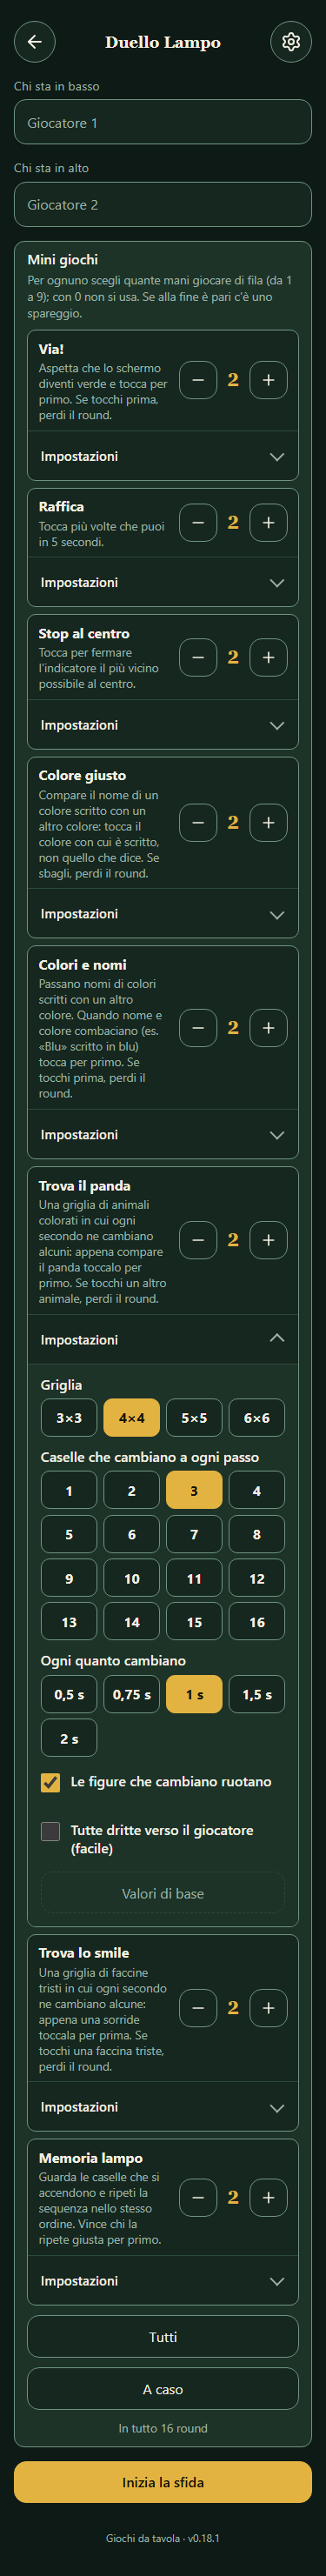 Duello Lampo
Chi sta in basso
Giocatore 1
Chi sta in alto
Giocatore 2
Mini giochi
Per ognuno scegli quante mani giocare di fila (da 1
a 9); con 0 non si usa. Se alla fine è pari c'è uno
spareggio.
Via!
Aspetta che lo schermo
diventi verde e tocca per
primo. Se tocchi prima,
perdi il round.
− 2 +
Impostazioni
Raffica
Tocca più volte che puoi
in 5 secondi.
− 2 +
Impostazioni
Stop al centro
Tocca per fermare
l'indicatore il più vicino
possibile al centro.
− 2 +
Impostazioni
Colore giusto
Compare il nome di un
colore scritto con un
altro colore: tocca il
colore con cui è scritto,
non quello che dice. Se
sbagli, perdi il round.
− 2 +
Impostazioni
Colori e nomi
Passano nomi di colori
scritti con un altro
colore. Quando nome e
colore combaciano (es.
«Blu» scritto in blu)
tocca per primo. Se
tocchi prima, perdi il
round.
− 2 +
Impostazioni
Trova il panda
Una griglia di animali
colorati in cui ogni
secondo ne cambiano
alcuni: appena compare
il panda toccalo per
primo. Se tocchi un altro
animale, perdi il round.
− 2 +
Impostazioni
Griglia
3×3 4×4 5×5 6×6
Caselle che cambiano a ogni passo
1 2 3 4
5 6 7 8
9 10 11 12
13 14 15 16
Ogni quanto cambiano
0,5 s 0,75 s 1 s 1,5 s
2 s
Le figure che cambiano ruotano
Tutte dritte verso il giocatore
(facile)
Valori di base
Trova lo smile
Una griglia di faccine
tristi in cui ogni secondo
ne cambiano alcune:
appena una sorride
toccala per prima. Se
tocchi una faccina triste,
perdi il round.
− 2 +
Impostazioni
Memoria lampo
Guarda le caselle che si
accendono e ripeti la
sequenza nello stesso
ordine. Vince chi la
ripete giusta per primo.
− 2 +
Impostazioni
Tutti
A caso
In tutto 16 round
Inizia la sfida
Giochi da tavola · v0.18.1